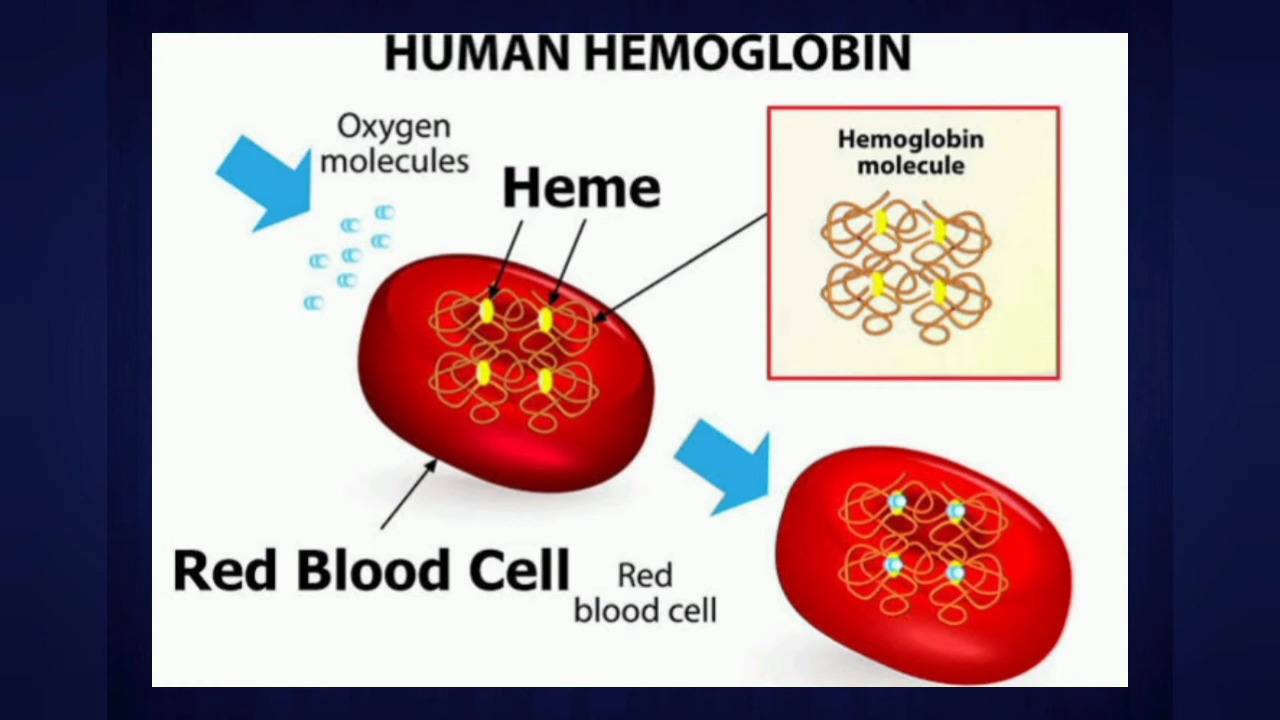 HUMAN HEMOGLOBIN
Oxygen
molecules
Heme
Hemoglobin
molecule
Red Blood Cell
Red
blood cell